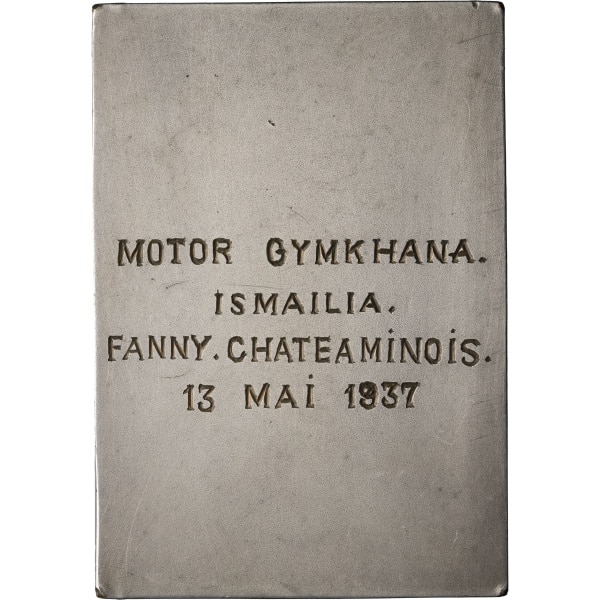 MOTOR GYMKHANA.
ISMAILIA.
FANNY.CHATEAMINOIS.
13 MAI 1937